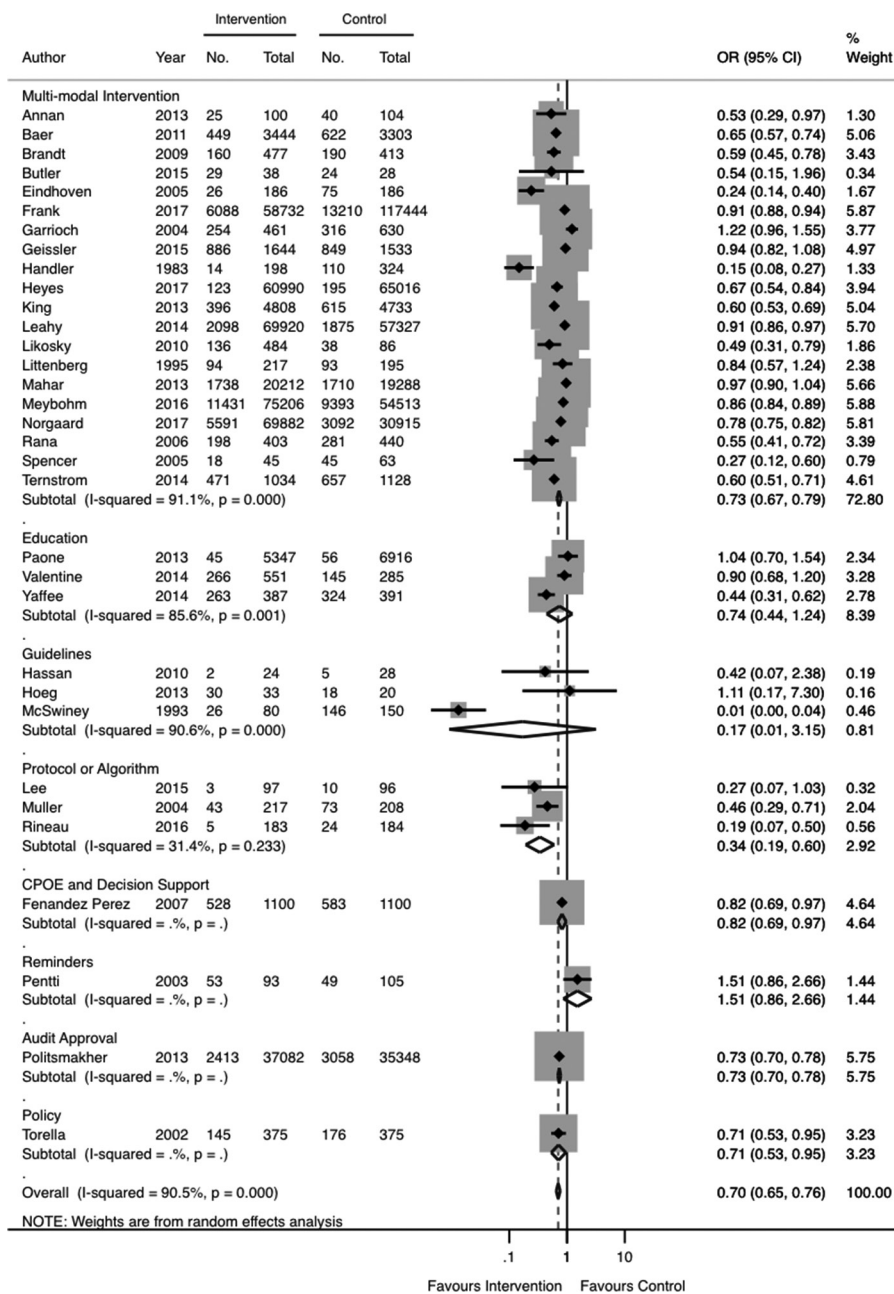 Intervention Control
%
Author Year No. Total No. Total OR (95% CI) Weight
Multi-modal Intervention
Annan 2013 25 100 40 104 0.53 (0.29, 0.97) 1.30
Baer 2011 449 3444 622 3303 0.65 (0.57, 0.74) 5.06
Brandt 2009 160 477 190 413 0.59 (0.45, 0.78) 3.43
Butler 2015 29 38 24 28 0.54 (0.15, 1.96) 0.34
Eindhoven 2005 26 186 75 186 0.24 (0.14, 0.40) 1.67
Frank 2017 6088 58732 13210 117444 0.91 (0.88, 0.94) 5.87
Garrioch 2004 254 461 316 630 1.22 (0.96, 1.55) 3.77
Geissler 2015 886 1644 849 1533 0.94 (0.82, 1.08) 4.97
Handler 1983 14 198 110 324 0.15 (0.08, 0.27) 1.33
Heyes 2017 123 60990 195 65016 0.67 (0.54, 0.84) 3.94
King 2013 396 4808 615 4733 0.60 (0.53, 0.69) 5.04
Leahy 2014 2098 69920 1875 57327 0.91 (0.86, 0.97) 5.70
Likosky 2010 136 484 38 86 0.49 (0.31, 0.79) 1.86
Littenberg 1995 94 217 93 195 0.84 (0.57, 1.24) 2.38
Mahar 2013 1738 20212 1710 19288 0.97 (0.90, 1.04) 5.66
Meybohm 2016 11431 75206 9393 54513 0.86 (0.84, 0.89) 5.88
Norgaard 2017 5591 69882 3092 30915 0.78 (0.75, 0.82) 5.81
Rana 2006 198 403 281 440 0.55 (0.41, 0.72) 3.39
Spencer 2005 18 45 45 63 0.27 (0.12, 0.60) 0.79
Ternstrom 2014 471 1034 657 1128 0.60 (0.51, 0.71) 4.61
Subtotal (I-squared = 91.1%, p = 0.000) 0.73 (0.67, 0.79) 72.80
.
Education
Paone 2013 45 5347 56 6916 1.04 (0.70, 1.54) 2.34
Valentine 2014 266 551 145 285 0.90 (0.68, 1.20) 3.28
Yaffee 2014 263 387 324 391 0.44 (0.31, 0.62) 2.78
Subtotal (I-squared = 85.6%, p = 0.001) 0.74 (0.44, 1.24) 8.39
.
Guidelines
Hassan 2010 2 24 5 28 0.42 (0.07, 2.38) 0.19
Hoeg 2013 30 33 18 20 1.11 (0.17, 7.30) 0.16
McSwiney 1993 26 80 146 150 0.01 (0.00, 0.04) 0.46
Subtotal (I-squared = 90.6%, p = 0.000) 0.17 (0.01, 3.15) 0.81
.
Protocol or Algorithm
Lee 2015 3 97 10 96 0.27 (0.07, 1.03) 0.32
Muller 2004 43 217 73 208 0.46 (0.29, 0.71) 2.04
Rineau 2016 5 183 24 184 0.19 (0.07, 0.50) 0.56
Subtotal (I-squared = 31.4%, p = 0.233) 0.34 (0.19, 0.60) 2.92
.
CPOE and Decision Support
Fenandez Perez 2007 528 1100 583 1100 0.82 (0.69, 0.97) 4.64
Subtotal (I-squared = .%, p = .) 0.82 (0.69, 0.97) 4.64
.
Reminders
Pentti 2003 53 93 49 105 1.51 (0.86, 2.66) 1.44
Subtotal (I-squared = .%, p = .) 1.51 (0.86, 2.66) 1.44
.
Audit Approval
Politsmakher 2013 2413 37082 3058 35348 0.73 (0.70, 0.78) 5.75
Subtotal (I-squared = .%, p = .) 0.73 (0.70, 0.78) 5.75
.
Policy
Torella 2002 145 375 176 375 0.71 (0.53, 0.95) 3.23
Subtotal (I-squared = .%, p = .) 0.71 (0.53, 0.95) 3.23
.
Overall (I-squared = 90.5%, p = 0.000) 0.70 (0.65, 0.76) 100.00
NOTE: Weights are from random effects analysis
.1 1 10
Favours Intervention Favours Control